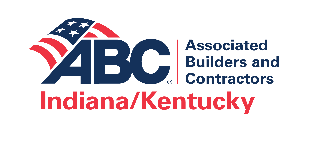 ABC
Associated
Builders and
Contractors
Indiana/Kentucky